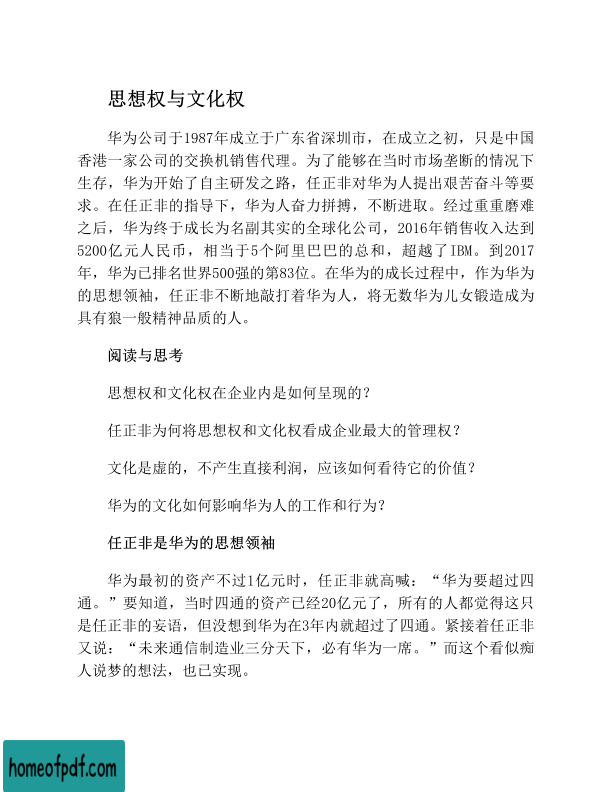 思想权与文化权
华为公司于1987年成立于广东省深圳市，在成立之初，只是中国
香港一家公司的交换机销售代理。为了能够在当时市场垄断的情况下
生存，华为开始了自主研发之路，任正非对华为人提出艰苦奋斗等要
求。在任正非的指导下，华为人奋力拼搏，不断进取。经过重重磨难
之后，华为终于成长为名副其实的全球化公司，2016年销售收入达到
5200亿元人民币，相当于5个阿里巴巴的总和，超越了IBM。到2017
年，华为已排名世界500强的第83位。在华为的成长过程中，作为华为
的思想领袖，任正非不断地敲打着华为人，将无数华为儿女锻造成为
具有狼一般精神品质的人。
阅读与思考
思想权和文化权在企业内是如何呈现的？
任正非为何将思想权和文化权看成企业最大的管理权？
文化是虚的，不产生直接利润，应该如何看待它的价值？
华为的文化如何影响华为人的工作和行为？
任正非是华为的思想领袖
华为最初的资产不过1亿元时，任正非就高喊：“华为要超过四
通。”要知道，当时四通的资产已经20亿元了，所有的人都觉得这只
是任正非的妄语，但没想到华为在3年内就超过了四通。紧接着任正非
又说：“未来通信制造业三分天下，必有华为一席。”而这个看似痴
人说梦的想法，也已实现。
homeofpdf.com